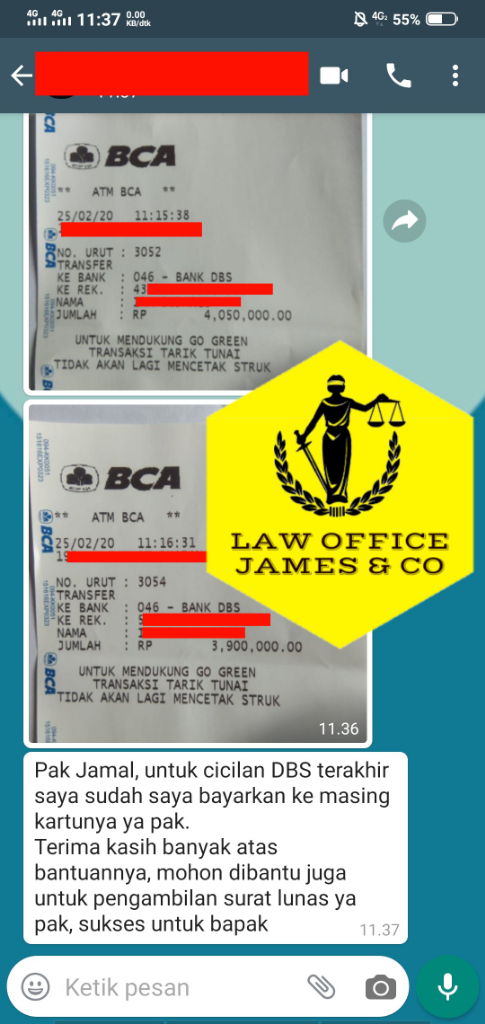 4G 4G 11:37 0.00 KB/dtk 4G2 55%
BCA
** ATM BCA **
25/02/20 11:15:38
NO. URUT : 3052
TRANSFER
KE BANK : 046 - BANK DBS
KE REK. : 43
NAMA :
JUMLAH : RP 4,050,000.00
UNTUK MENDUKUNG GO GREEN
TRANSAKSI TARIK TUNAI
TIDAK AKAN LAGI MENCETAK STRUK
BCA
** ATM BCA **
25/02/20 11:16:31
NO. URUT : 3054
TRANSFER
KE BANK : 046 - BANK DBS
KE REK. :
NAMA :
JUMLAH : RP 3,900,000.00
UNTUK MENDUKUNG GO GREEN
TRANSAKSI TARIK TUNAI
TIDAK AKAN LAGI MENCETAK STRUK
11.36
LAW OFFICE
JAMES & CO
Pak Jamal, untuk cicilan DBS terakhir
saya sudah saya bayarkan ke masing
kartunya ya pak.
Terima kasih banyak atas
bantuannya, mohon dibantu juga
untuk pengambilan surat lunas ya
pak, sukses untuk bapak
11.37
Ketik pesan